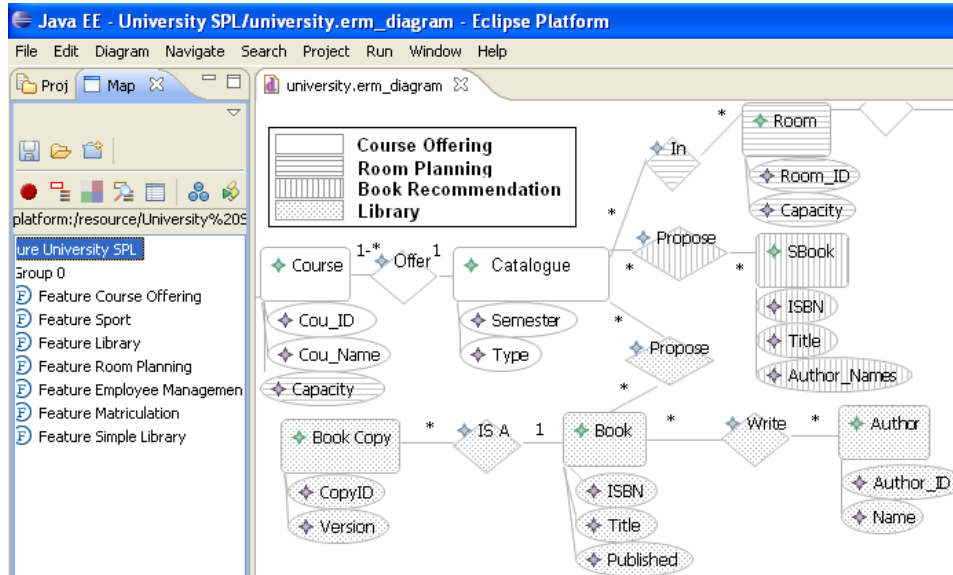 Java EE - University SPL/university.erm_diagram - Eclipse Platform
File Edit Diagram Navigate Search Project Run Window Help
Proj Map
university.erm_diagram
platform:/resource/University%20S
ure University SPL
Group 0
Feature Course Offering
Feature Sport
Feature Library
Feature Room Planning
Feature Employee Managemen
Feature Matriculation
Feature Simple Library
Course Offering
Room Planning
Book Recommendation
Library
* Room
In
Room_ID
Capacity
*
Propose
SBook
* *
Course 1-* Offer 1 Catalogue
ISBN
Title
Author_Names
Cou_ID
Cou_Name
Capacity
Semester
Type
*
Propose
*
Book Copy * IS A 1 Book * Write * Author
CopyID
Version
ISBN
Title
Published
Author_ID
Name